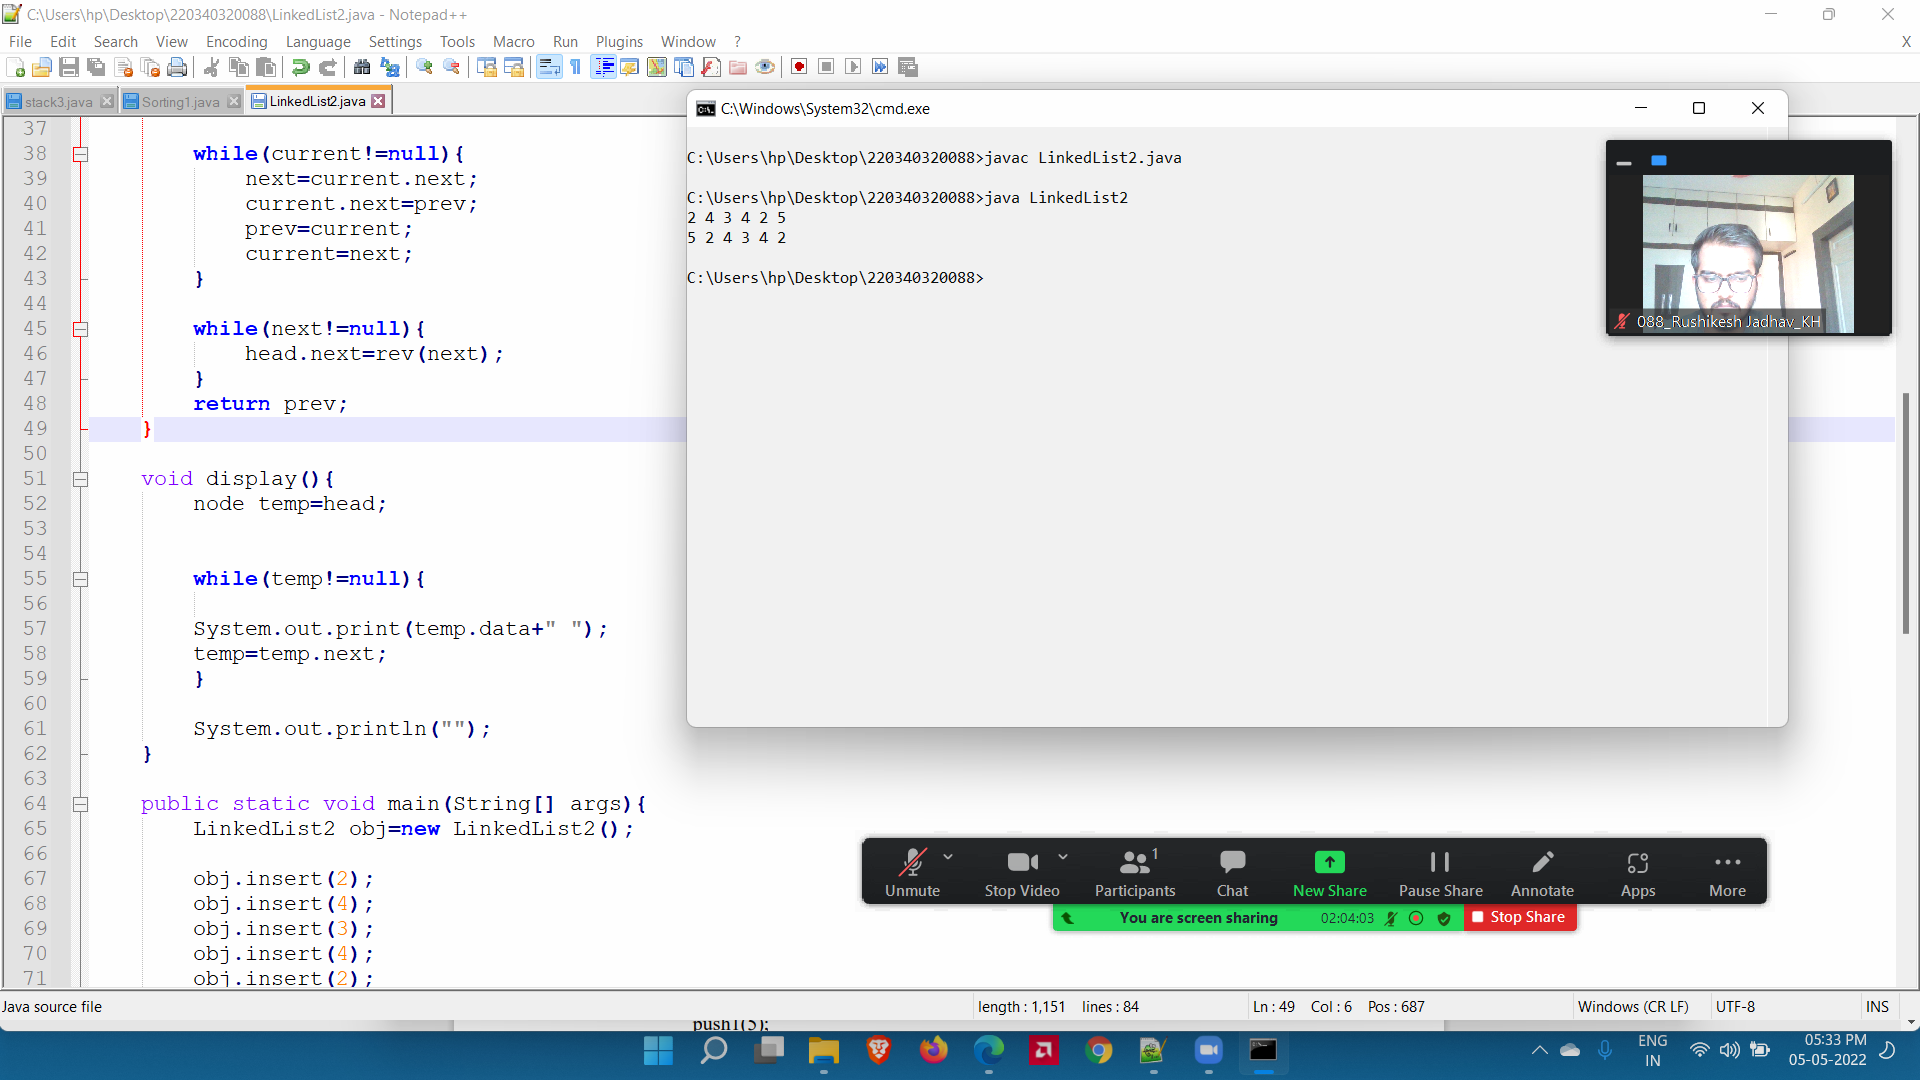 C:\Users\hp\Desktop\220340320088\LinkedList2.java - Notepad++
File Edit Search View Encoding Language Settings Tools Macro Run Plugins Window ? X
stack3.java Sorting1.java LinkedList2.java
37
38 while(current!=null){
39 next=current.next;
40 current.next=prev;
41 prev=current;
42 current=next;
43 }
44
45 while(next!=null){
46 head.next=rev(next);
47 }
48 return prev;
49 }
50
51 void display(){
52 node temp=head;
53
54
55 while(temp!=null){
56
57 System.out.print(temp.data+" ");
58 temp=temp.next;
59 }
60
61 System.out.println("");
62 }
63
64 public static void main(String[] args){
65 LinkedList2 obj=new LinkedList2();
66
67 obj.insert(2);
68 obj.insert(4);
69 obj.insert(3);
70 obj.insert(4);
71 obj.insert(2);
C:\Windows\System32\cmd.exe
C:\Users\hp\Desktop\220340320088>javac LinkedList2.java
C:\Users\hp\Desktop\220340320088>java LinkedList2
2 4 3 4 2 5
5 2 4 3 4 2
C:\Users\hp\Desktop\220340320088>
088_Rushikesh Jadhav_KH
1
Unmute Stop Video Participants Chat New Share Pause Share Annotate Apps More
You are screen sharing 02:04:03 Stop Share
Java source file length : 1,151 lines : 84 Ln : 49 Col : 6 Pos : 687 Windows (CR LF) UTF-8 INS
push1(5);
ENG
IN
05:33 PM
05-05-2022